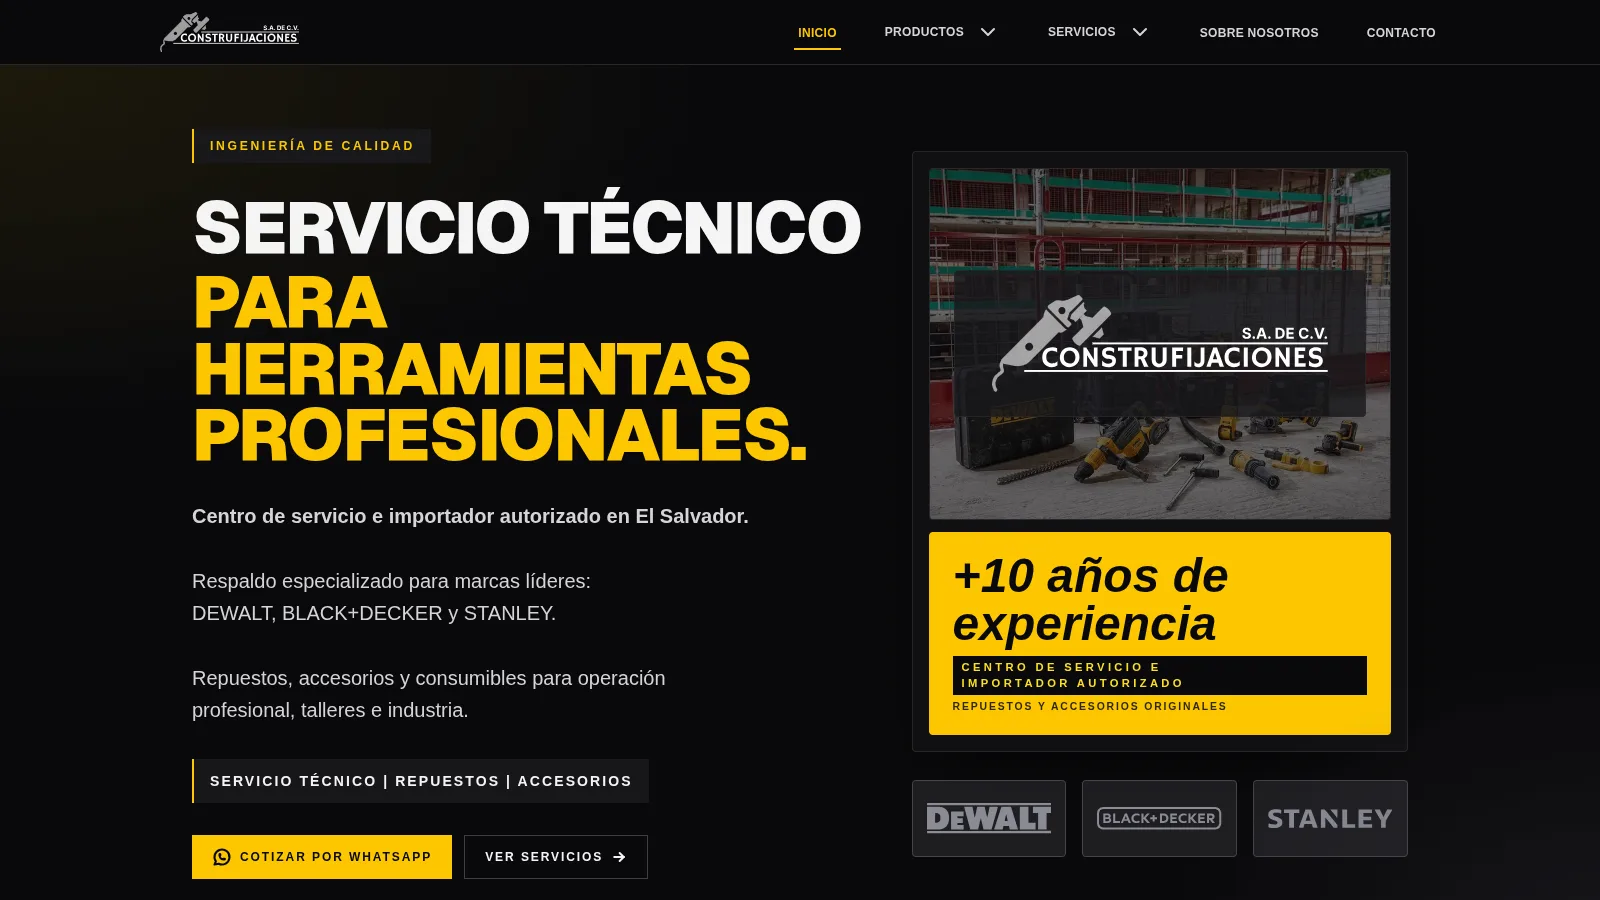 S.A. DE C.V.
CONSTRUFIJACIONES
INICIO
PRODUCTOS
SERVICIOS
SOBRE NOSOTROS
CONTACTO
INGENIERÍA DE CALIDAD
SERVICIO TÉCNICO
PARA
HERRAMIENTAS
PROFESIONALES.
Centro de servicio e importador autorizado en El Salvador.
Respaldo especializado para marcas líderes:
DEWALT, BLACK+DECKER y STANLEY.
Repuestos, accesorios y consumibles para operación
profesional, talleres e industria.
SERVICIO TÉCNICO | REPUESTOS | ACCESORIOS
COTIZAR POR WHATSAPP
VER SERVICIOS
S.A. DE C.V.
CONSTRUFIJACIONES
DEWALT
+10 años de
experiencia
CENTRO DE SERVICIO E
IMPORTADOR AUTORIZADO
REPUESTOS Y ACCESORIOS ORIGINALES
DEWALT
BLACK+DECKER
STANLEY